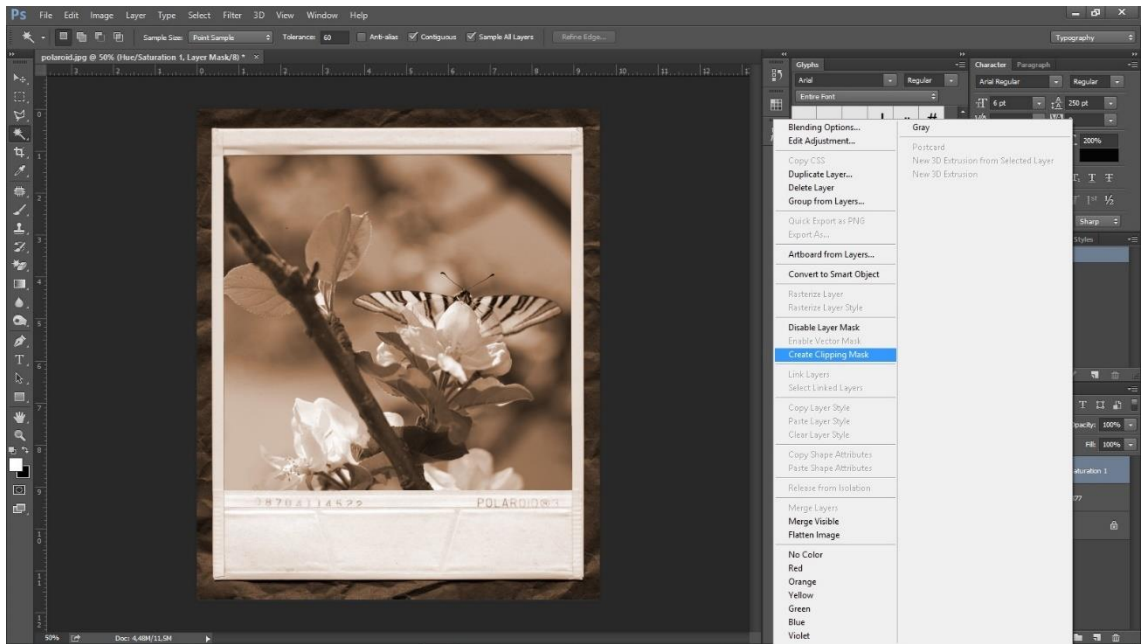 Ps File Edit Image Layer Type Select Filter 3D View Window Help
Sample Size: Point Sample Tolerance: 60 Anti-alias Contiguous Sample All Layers Refine Edge... Typography
polaroid.jpg @ 50% (Hue/Saturation 1, Layer Mask/8) *
Glyphs
Arial Regular
Entire Font
Character Paragraph
Arial Regular Regular
6 pt 250 pt
200%
Sharp
Styles
Blending Options...
Edit Adjustment...
Copy CSS
Duplicate Layer...
Delete Layer
Group from Layers...
Quick Export as PNG
Export As...
Artboard from Layers...
Convert to Smart Object
Rasterize Layer
Rasterize Layer Style
Disable Layer Mask
Enable Vector Mask
Create Clipping Mask
Link Layers
Select Linked Layers
Copy Layer Style
Paste Layer Style
Clear Layer Style
Copy Shape Attributes
Paste Shape Attributes
Release from Isolation
Merge Layers
Merge Visible
Flatten Image
No Color
Red
Orange
Yellow
Green
Blue
Violet
Gray
Postcard
New 3D Extrusion from Selected Layer
New 3D Extrusion
100%
Fill: 100%
POLAROID®
50% Doc: 4,48M/11,5M